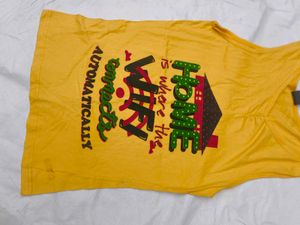 HOME
is where the
WIFI
connects
AUTOMATICALLY